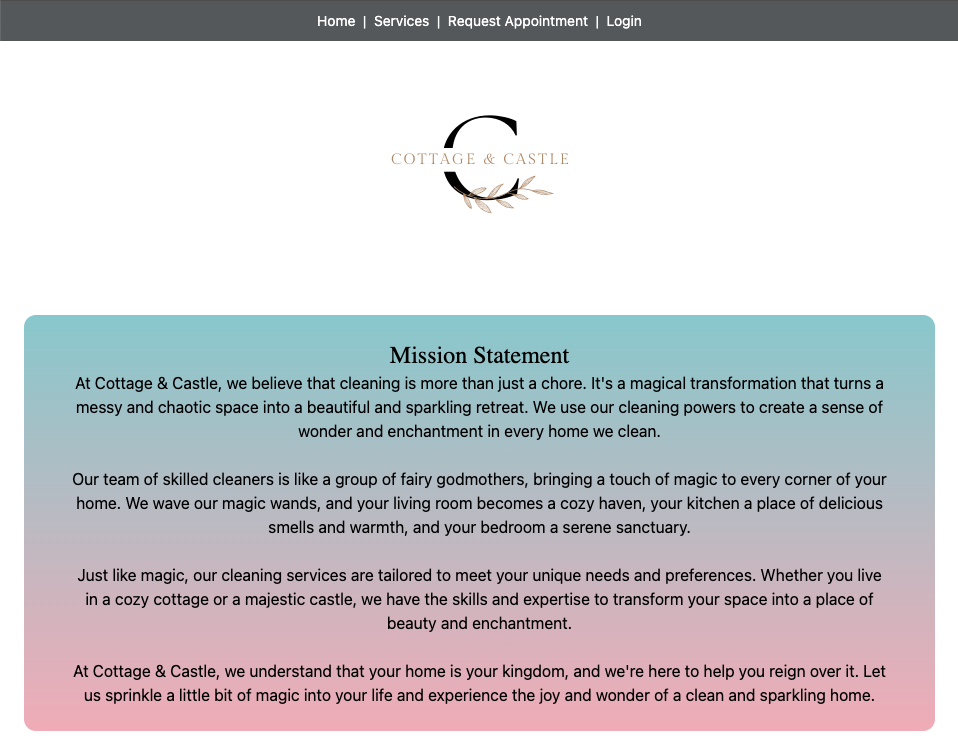 Home | Services | Request Appointment | Login
C
COTTAGE & CASTLE
Mission Statement
At Cottage & Castle, we believe that cleaning is more than just a chore. It's a magical transformation that turns a
messy and chaotic space into a beautiful and sparkling retreat. We use our cleaning powers to create a sense of
wonder and enchantment in every home we clean.
Our team of skilled cleaners is like a group of fairy godmothers, bringing a touch of magic to every corner of your
home. We wave our magic wands, and your living room becomes a cozy haven, your kitchen a place of delicious
smells and warmth, and your bedroom a serene sanctuary.
Just like magic, our cleaning services are tailored to meet your unique needs and preferences. Whether you live
in a cozy cottage or a majestic castle, we have the skills and expertise to transform your space into a place of
beauty and enchantment.
At Cottage & Castle, we understand that your home is your kingdom, and we're here to help you reign over it. Let
us sprinkle a little bit of magic into your life and experience the joy and wonder of a clean and sparkling home.